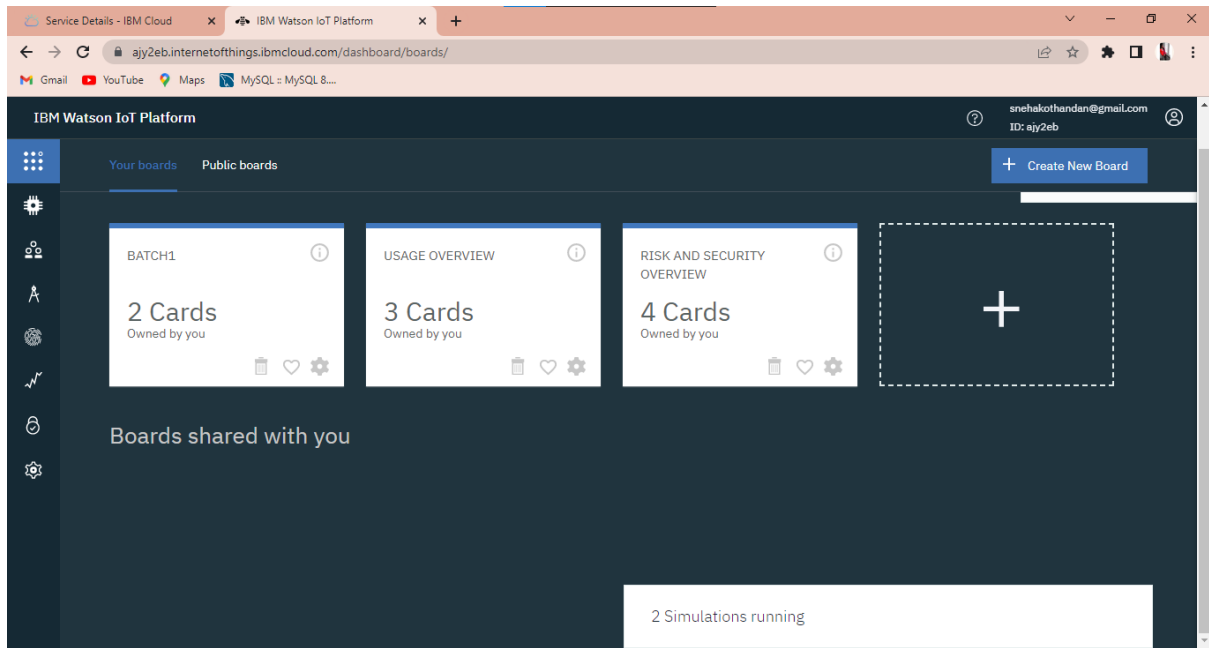 Service Details - IBM Cloud
IBM Watson IoT Platform
ajy2eb.internetofthings.ibmcloud.com/dashboard/boards/
Gmail YouTube Maps MySQL :: MySQL 8....
IBM Watson IoT Platform
snehakothandan@gmail.com
ID: ajy2eb
Your boards Public boards
Create New Board
BATCH1
2 Cards
Owned by you
USAGE OVERVIEW
3 Cards
Owned by you
RISK AND SECURITY
OVERVIEW
4 Cards
Owned by you
Boards shared with you
2 Simulations running